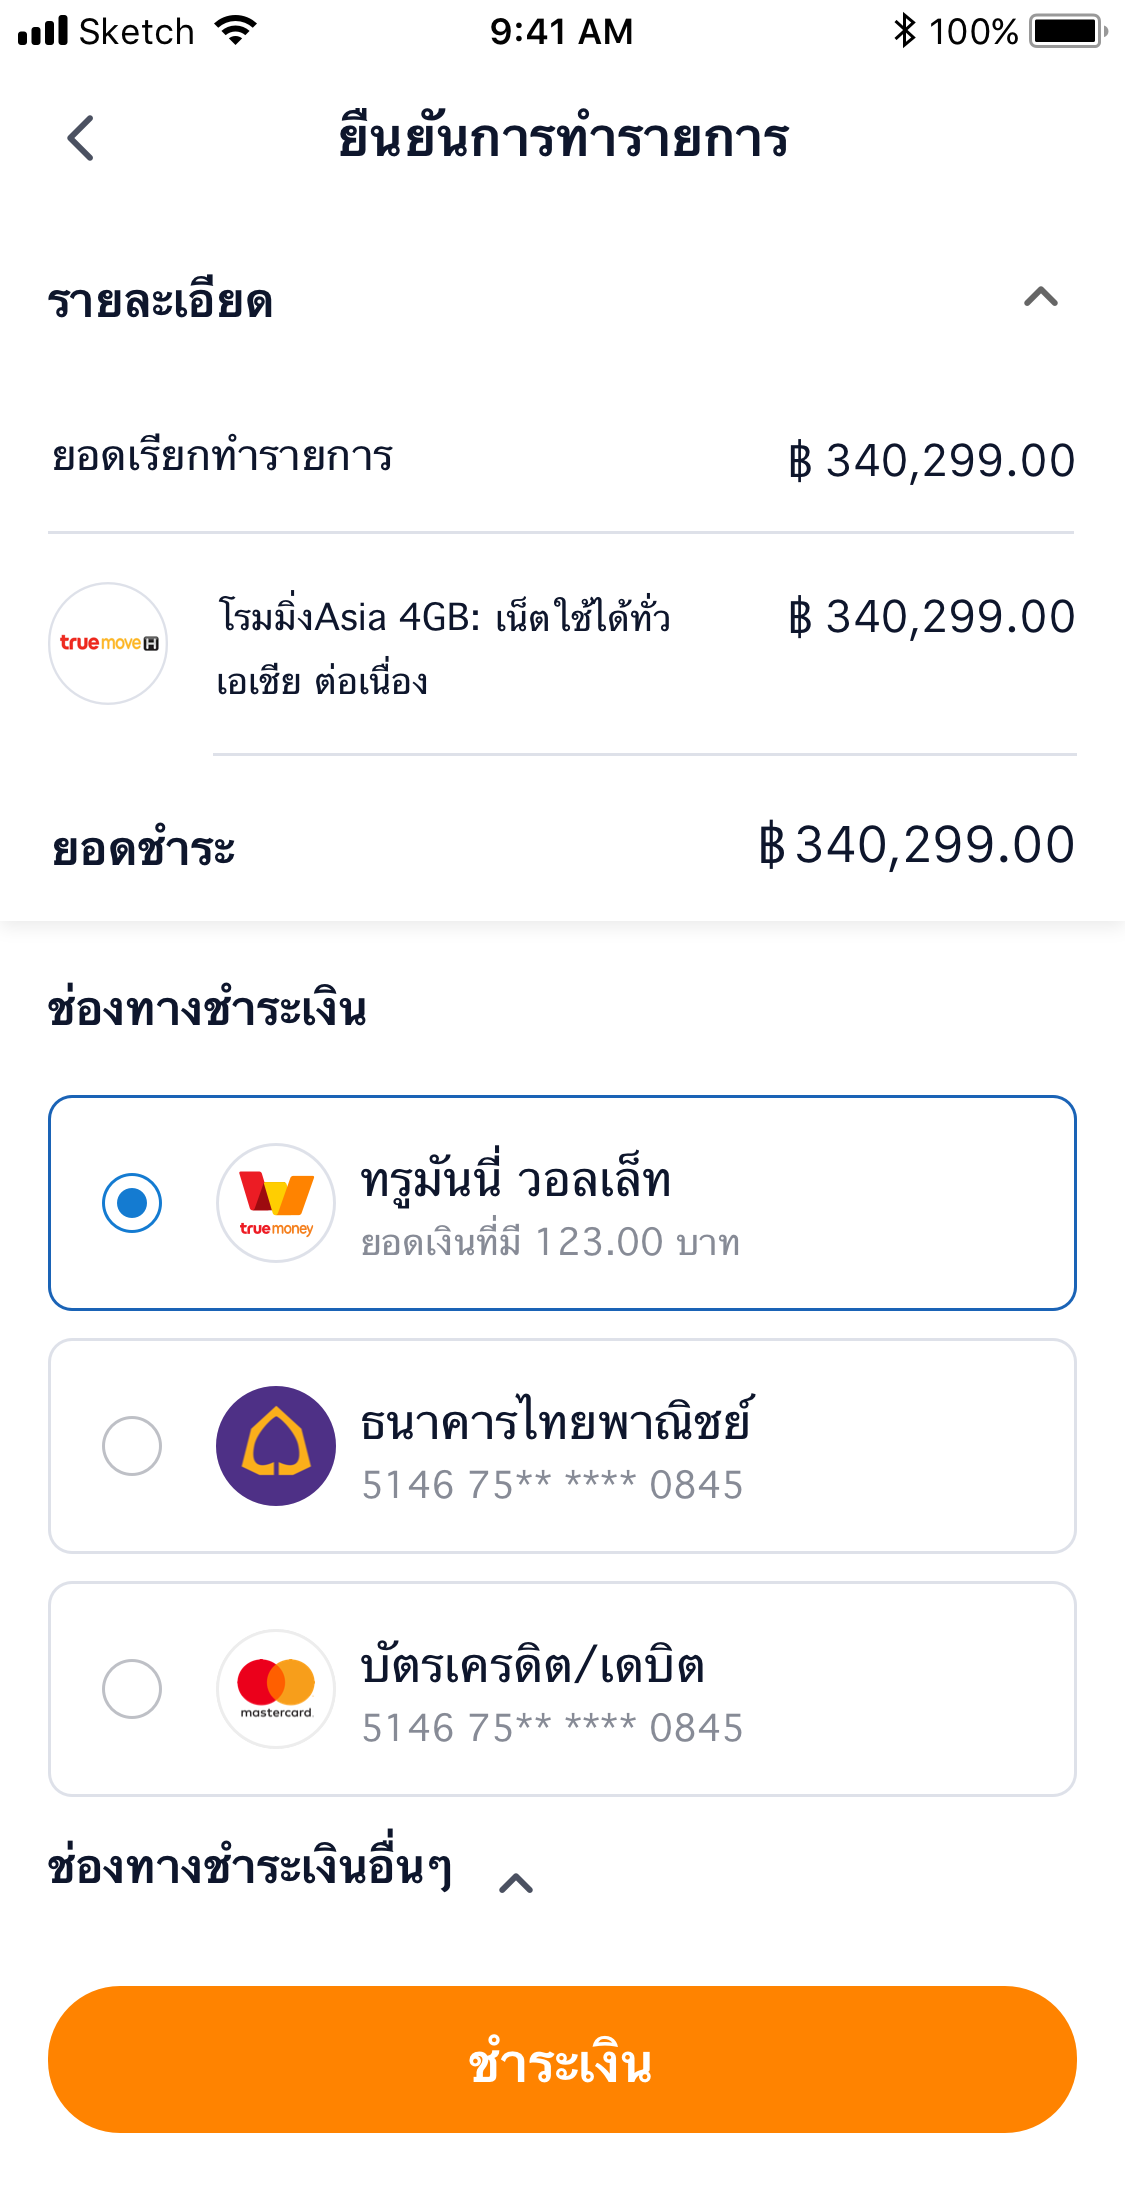 Sketch 9:41 AM 100%
ยืนยันการทำรายการ
รายละเอียด
ยอดเรียกทำรายการ ฿ 340,299.00
truemove H
โรมมิ่งAsia 4GB: เน็ตใช้ได้ทั่ว ฿ 340,299.00
เอเชีย ต่อเนื่อง
ยอดชำระ ฿340,299.00
ช่องทางชำระเงิน
ทรูมันนี่ วอลเล็ท
truemoney
ยอดเงินที่มี 123.00 บาท
ธนาคารไทยพาณิชย์
5146 75** **** 0845
บัตรเครดิต/เดบิต
mastercard.
5146 75** **** 0845
ช่องทางชำระเงินอื่นๆ
ชำระเงิน